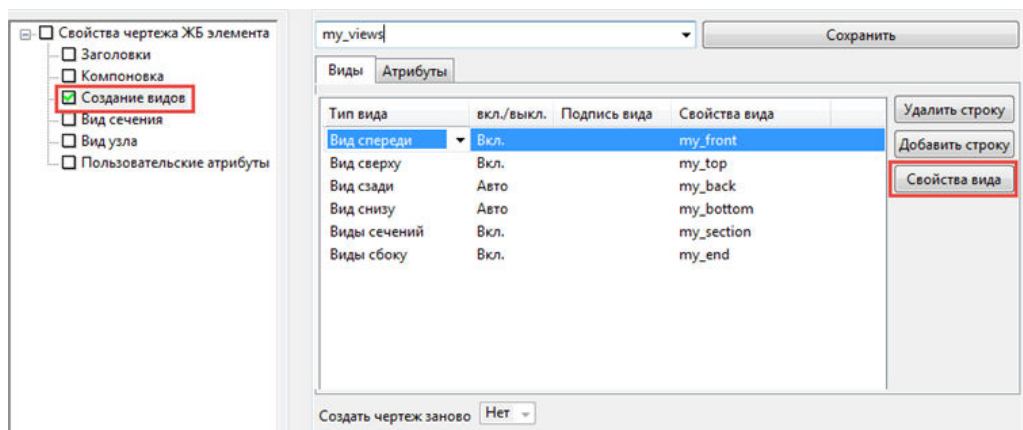 Свойства чертежа ЖБ элемента
Заголовки
Компоновка
Создание видов
Вид сечения
Вид узла
Пользовательские атрибуты
my_views
Сохранить
Виды Атрибуты
Тип вида вкл./выкл. Подпись вида Свойства вида
Вид спереди Вкл. my_front
Вид сверху Вкл. my_top
Вид сзади Авто my_back
Вид снизу Авто my_bottom
Виды сечений Вкл. my_section
Виды сбоку Вкл. my_end
Удалить строку
Добавить строку
Свойства вида
Создать чертеж заново Нет